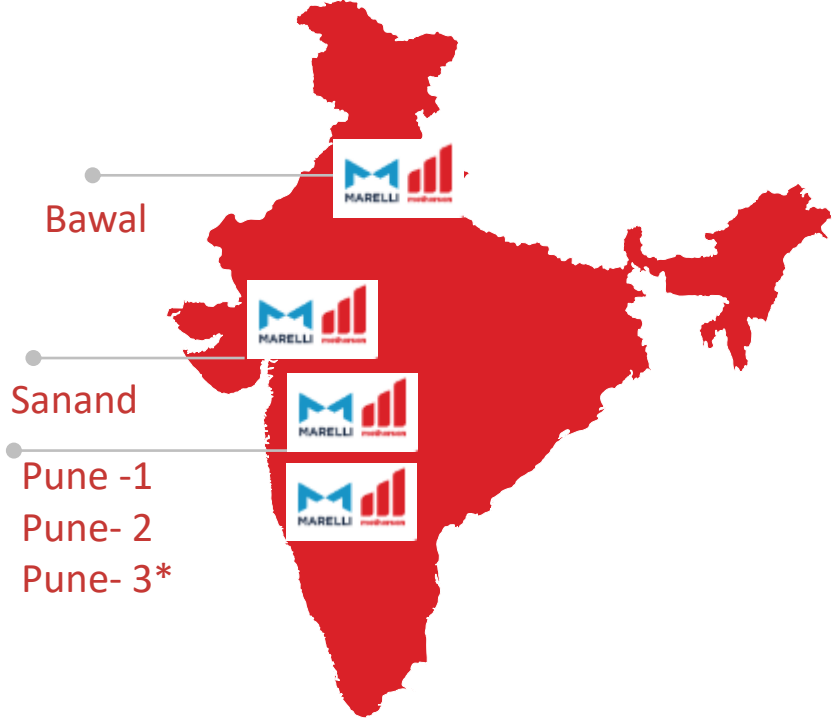 MARELLI motherson
Bawal
MARELLI motherson
Sanand
MARELLI motherson
Pune -1
MARELLI motherson
Pune- 2
Pune- 3*